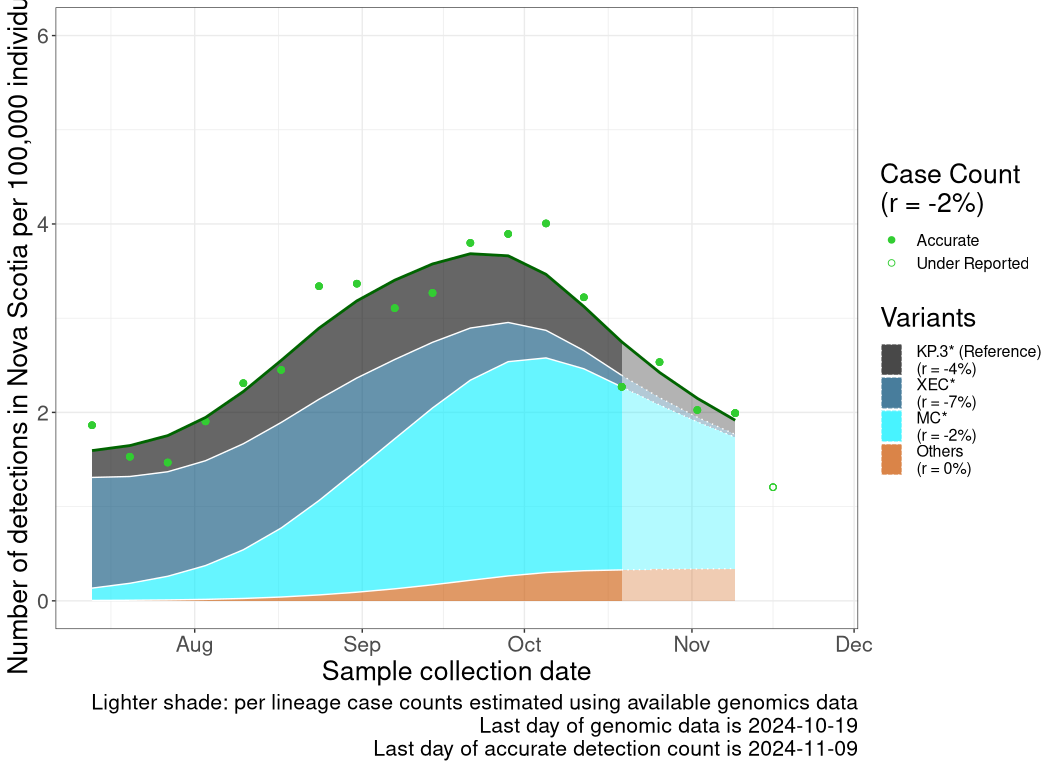 Number of detections in Nova Scotia per 100,000
6
4
2
0
Aug Sep Oct Nov Dec
Sample collection date
Lighter shade: per lineage case counts estimated using available genomics data
Last day of genomic data is 2024-10-19
Last day of accurate detection count is 2024-11-09
Case Count
(r = -2%)
Accurate
Under Reported
Variants
KP.3* (Reference)
(r = -4%)
XEC*
(r = -7%)
MC*
(r = -2%)
Others
(r = 0%)